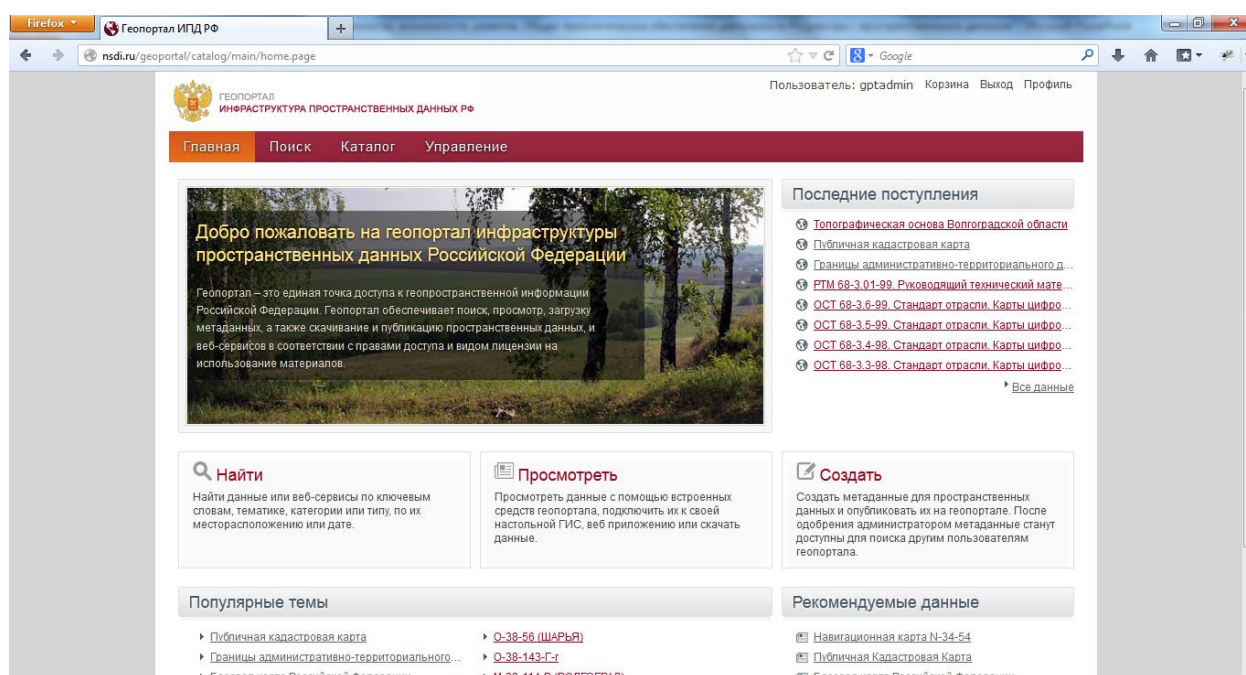 Firefox
Геопортал ИПД РФ
nsdi.ru/geoportal/catalog/main/home.page
Google
ГЕОПОРТАЛ
ИНФРАСТРУКТУРА ПРОСТРАНСТВЕННЫХ ДАННЫХ РФ
Пользователь: gptadmin Корзина Выход Профиль
Главная Поиск Каталог Управление
Добро пожаловать на геопортал инфраструктуры
пространственных данных Российской Федерации
Геопортал – это единая точка доступа к геопространственной информации
Российской Федерации. Геопортал обеспечивает поиск, просмотр, загрузку
метаданных, а также скачивание и публикацию пространственных данных, и
веб-сервисов в соответствии с правами доступа и видом лицензии на
использование материалов.
Последние поступления
Топографическая основа Волгоградской области
Публичная кадастровая карта
Границы административно-территориального д...
РТМ 68-3.01-99. Руководящий технический мате...
ОСТ 68-3.6-99. Стандарт отрасли. Карты цифро...
ОСТ 68-3.5-99. Стандарт отрасли. Карты цифро...
ОСТ 68-3.4-98. Стандарт отрасли. Карты цифро...
ОСТ 68-3.3-98. Стандарт отрасли. Карты цифро...
Все данные
Найти
Найти данные или веб-сервисы по ключевым
словам, тематике, категории или типу, по их
месторасположению или дате.
Просмотреть
Просмотреть данные с помощью встроенных
средств геопортала, подключить их к своей
настольной ГИС, веб приложению или скачать
данные.
Создать
Создать метаданные для пространственных
данных и опубликовать их на геопортале. После
одобрения администратором метаданные станут
доступны для поиска другим пользователям
геопортала.
Популярные темы
Публичная кадастровая карта
Границы административно-территориального...
О-38-56 (ШАРЬЯ)
О-38-143-Г-г
Рекомендуемые данные
Навигационная карта N-34-54
Публичная Кадастровая Карта